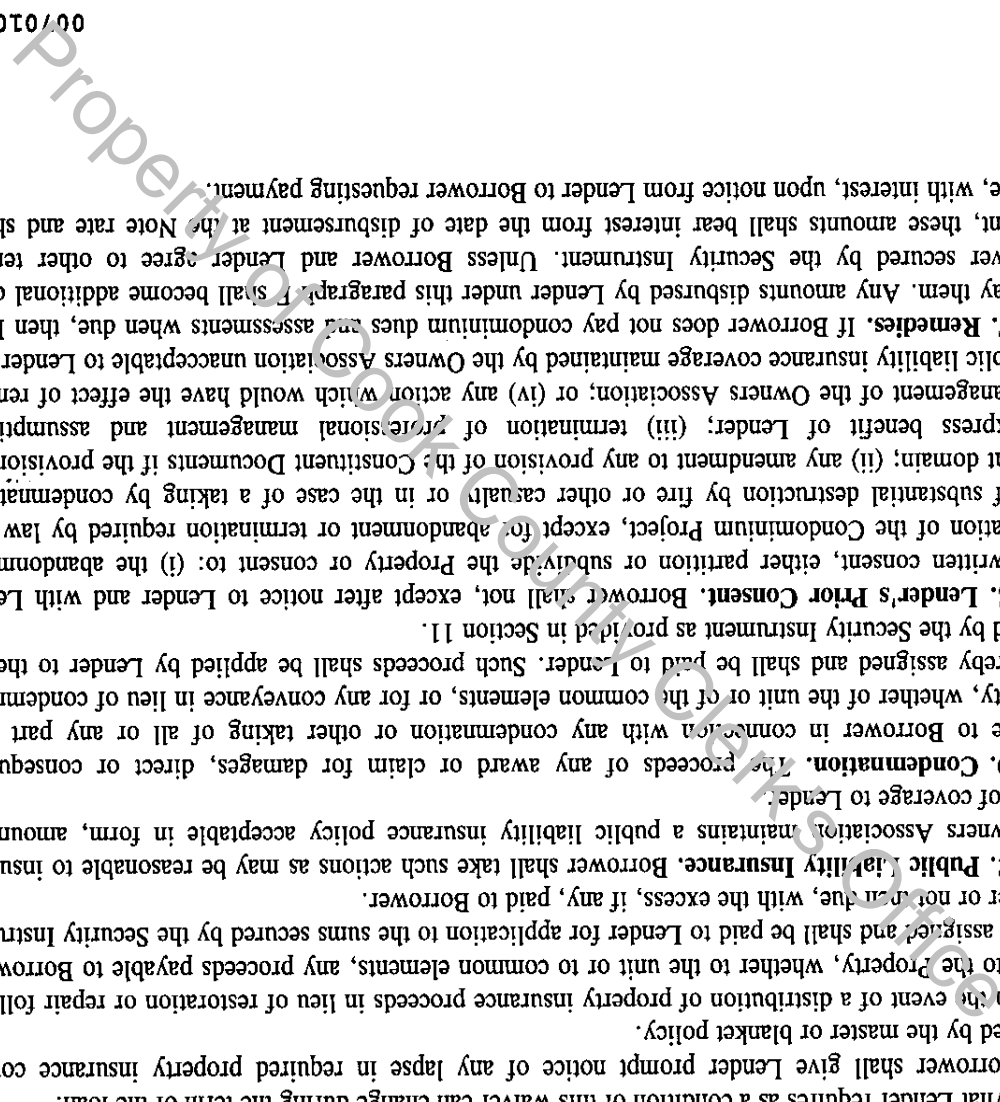 What Lender requires as a condition of this waiver can change during the term of the loan.
orrower shall give Lender prompt notice of any lapse in required property insurance co
ed by the master or blanket policy.
n the event of a distribution of property insurance proceeds in lieu of restoration or repair foll
to the Property, whether to the unit or to common elements, any proceeds payable to Borrow
assigned and shall be paid to Lender for application to the sums secured by the Security Instru
er or not then due, with the excess, if any, paid to Borrower.
C. Public Liability Insurance. Borrower shall take such actions as may be reasonable to insu
wners Association maintains a public liability insurance policy acceptable in form, amoun
of coverage to Lender.
D. Condemnation. The proceeds of any award or claim for damages, direct or consequ
e to Borrower in connection with any condemnation or other taking of all or any part
ty, whether of the unit or of the common elements, or for any conveyance in lieu of condemn
reby assigned and shall be paid to Lender. Such proceeds shall be applied by Lender to the
d by the Security Instrument as provided in Section 11.
E. Lender's Prior Consent. Borrower shall not, except after notice to Lender and with Le
written consent, either partition or subdivide the Property or consent to: (i) the abandonm
ation of the Condominium Project, except for abandonment or termination required by law
f substantial destruction by fire or other casualty or in the case of a taking by condemnat
nt domain; (ii) any amendment to any provision of the Constituent Documents if the provision
xpress benefit of Lender; (iii) termination of professional management and assumpti
anagement of the Owners Association; or (iv) any action which would have the effect of ren
blic liability insurance coverage maintained by the Owners Association unacceptable to Lender
F. Remedies. If Borrower does not pay condominium dues and assessments when due, then L
ay them. Any amounts disbursed by Lender under this paragraph F shall become additional d
wer secured by the Security Instrument. Unless Borrower and Lender agree to other ter
nt, these amounts shall bear interest from the date of disbursement at the Note rate and sh
e, with interest, upon notice from Lender to Borrower requesting payment.
007010
Property of Cook County Clerk's Office